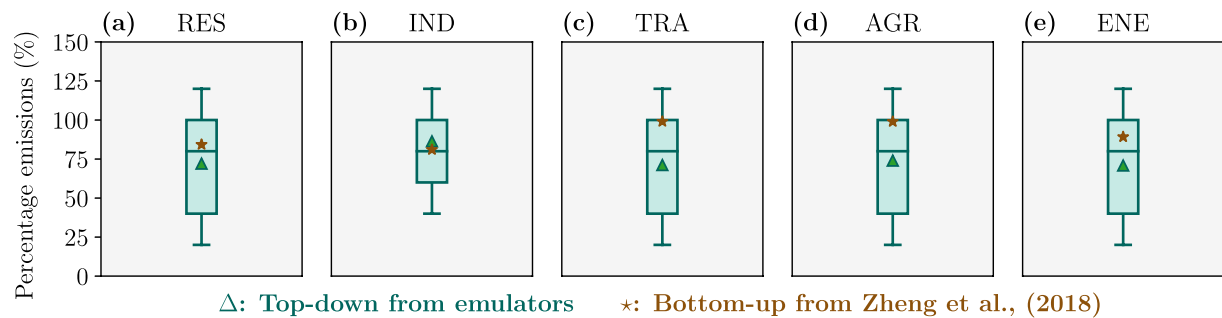 (a) RES (b) IND (c) TRA (d) AGR (e) ENE
Percentage emissions (%)
150
125
100
75
50
25
0
Δ: Top-down from emulators ⋆: Bottom-up from Zheng et al., (2018)